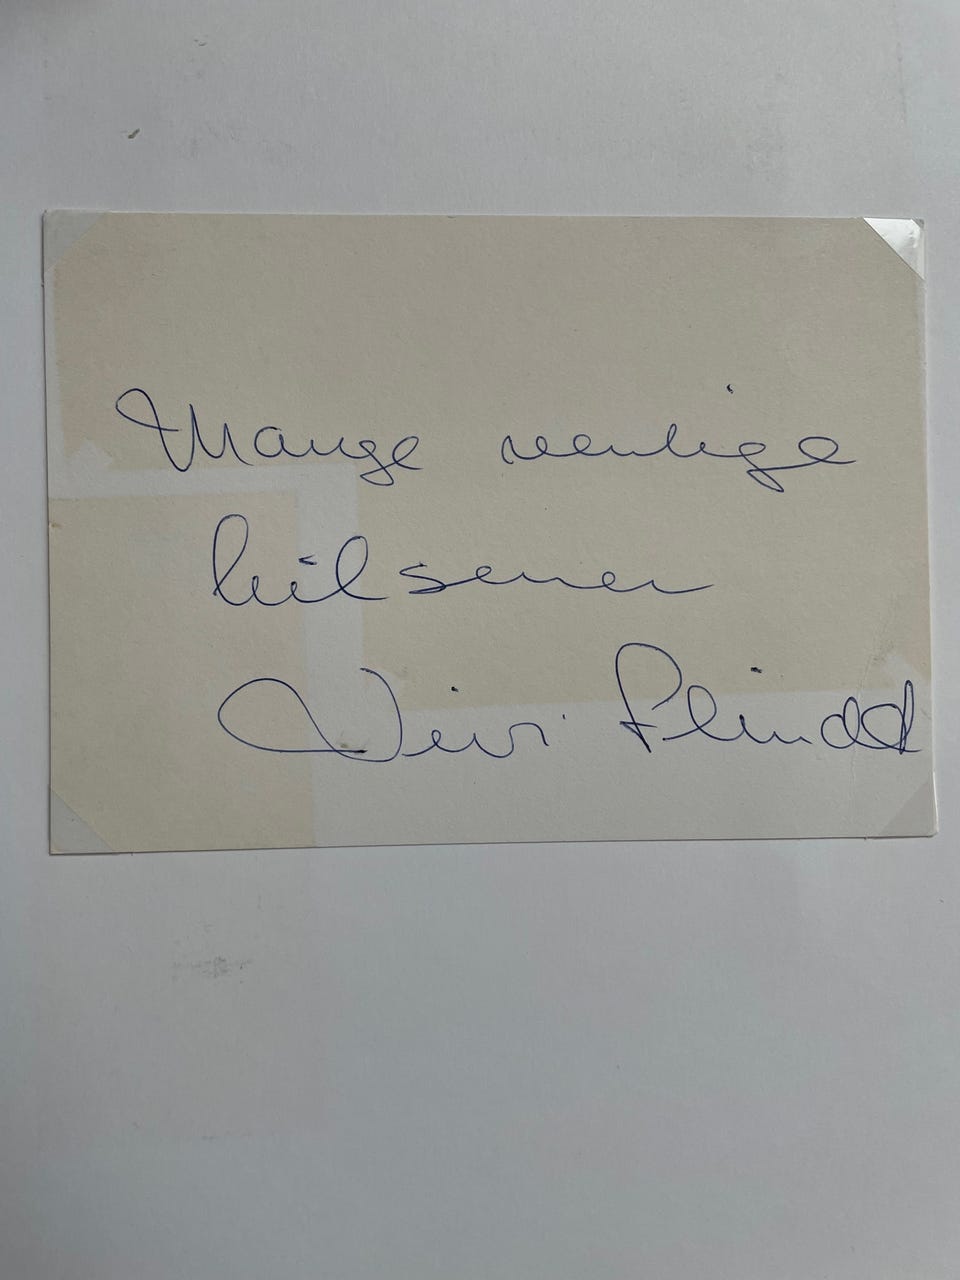 Mange venlige
hilsener
Vivi Flindt